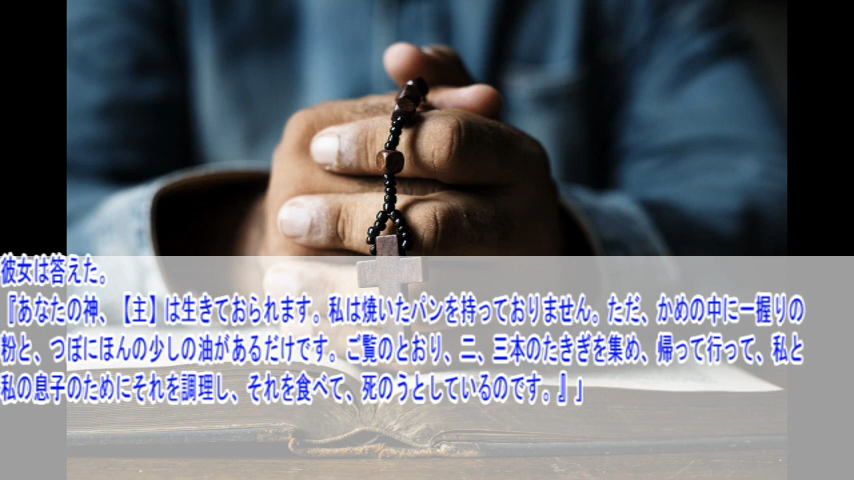 彼女は答えた。
『あなたの神、【主】は生きておられます。私は焼いたパンを持っておりません。ただ、かめの中に一握りの
粉と、つぼにほんの少しの油があるだけです。ご覧のとおり、二、三本のたきぎを集め、帰って行って、私と
私の息子のためにそれを調理し、それを食べて、死のうとしているのです。』」